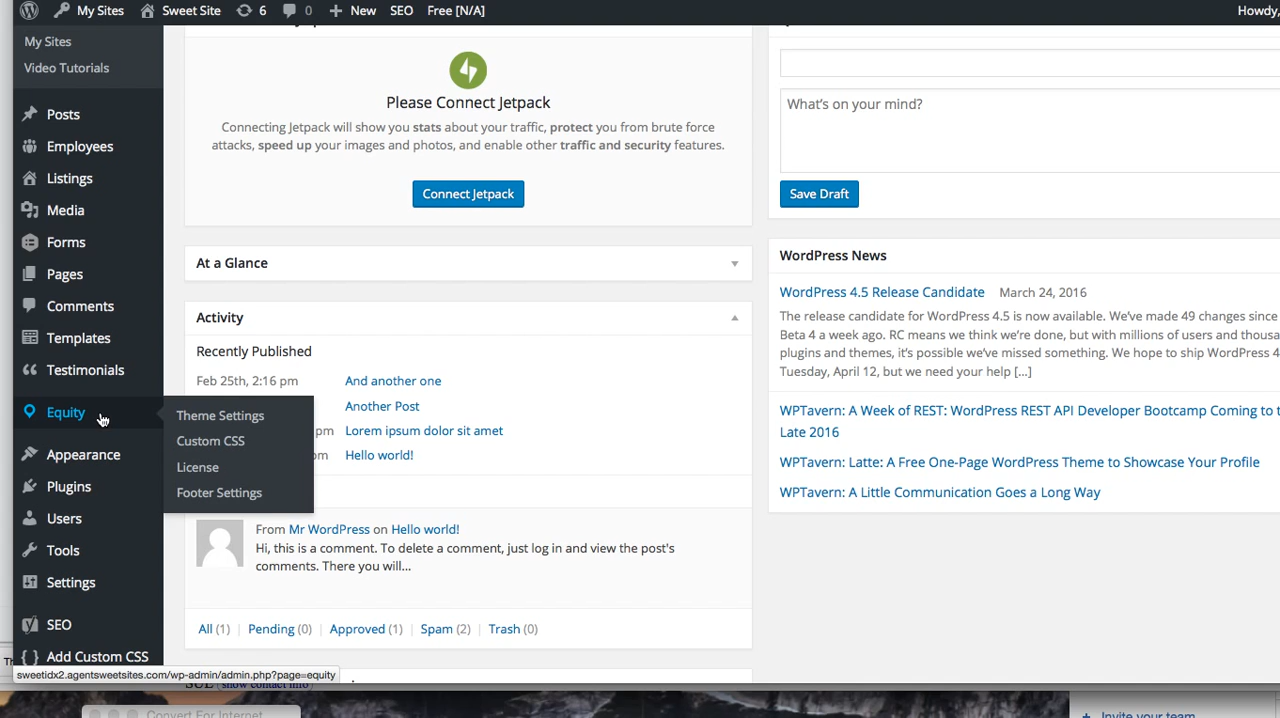 My Sites Sweet Site 6 0 New SEO Free [N/A] Howdy,
My Sites
Video Tutorials
Posts
Employees
Listings
Media
Forms
Pages
Comments
Templates
Testimonials
Equity
Theme Settings
Custom CSS
License
Footer Settings
Appearance
Plugins
Users
Tools
Settings
SEO
Add Custom CSS
sweetidx2.agentsweetsites.com/wp-admin/admin.php?page=equity
Please Connect Jetpack
Connecting Jetpack will show you stats about your traffic, protect you from brute force
attacks, speed up your images and photos, and enable other traffic and security features.
Connect Jetpack
At a Glance
Activity
Recently Published
Feb 25th, 2:16 pm And another one
Another Post
pm Lorem ipsum dolor sit amet
om Hello world!
From Mr WordPress on Hello world!
Hi, this is a comment. To delete a comment, just log in and view the post's
comments. There you will...
All (1) | Pending (0) | Approved (1) | Spam (2) | Trash (0)
What's on your mind?
Save Draft
WordPress News
WordPress 4.5 Release Candidate March 24, 2016
The release candidate for WordPress 4.5 is now available. We've made 49 changes since
Beta 4 a week ago. RC means we think we're done, but with millions of users and thousa
plugins and themes, it's possible we've missed something. We hope to ship WordPress 4
Tuesday, April 12, but we need your help [...]
WPTavern: A Week of REST: WordPress REST API Developer Bootcamp Coming to t
Late 2016
WPTavern: Latte: A Free One-Page WordPress Theme to Showcase Your Profile
WPTavern: A Little Communication Goes a Long Way
(show contact info)
Convert For Internet
+ Invite your team